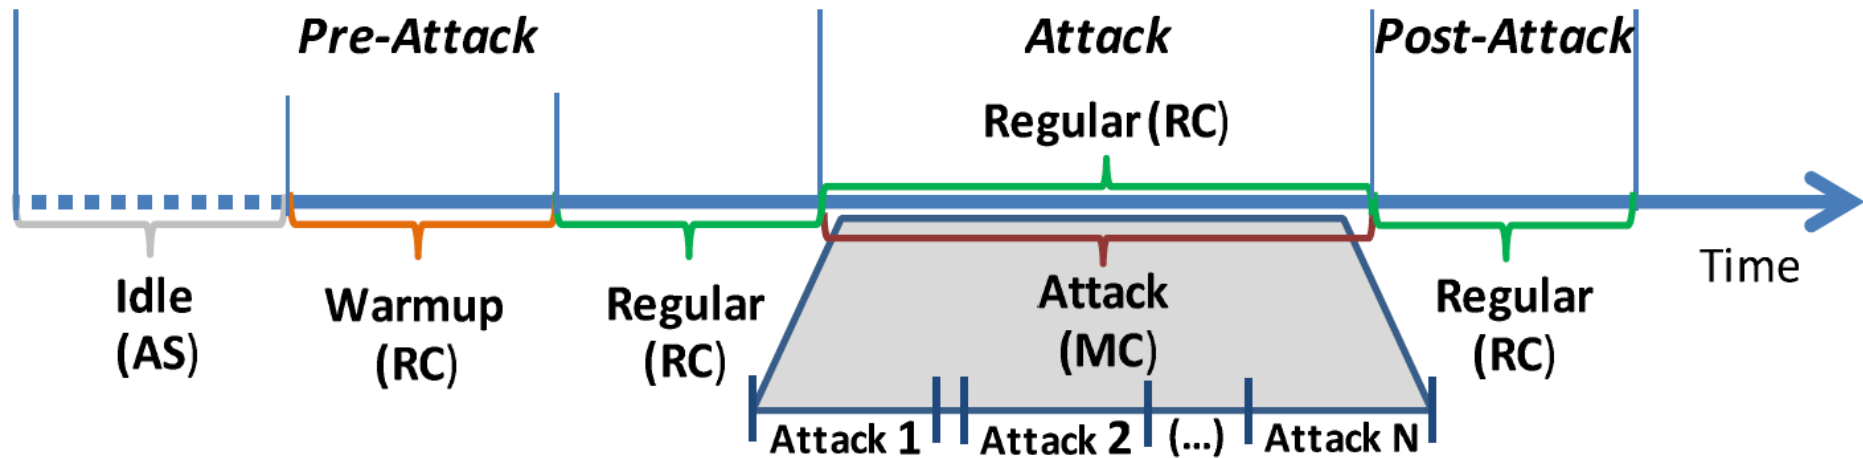 Pre-Attack
Attack
Post-Attack
Regular (RC)
Idle
(AS)
Warmup
(RC)
Regular
(RC)
Attack
(MC)
Regular
(RC)
Time
Attack 1
Attack 2
(...)
Attack N